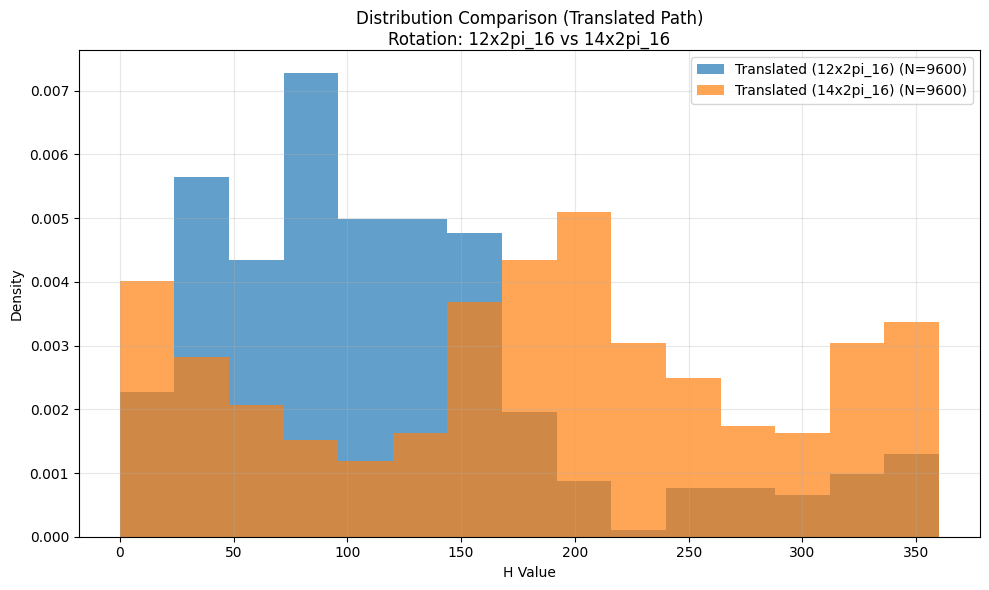 Distribution Comparison (Translated Path)
Rotation: 12x2pi_16 vs 14x2pi_16
Translated (12x2pi_16) (N=9600)
Translated (14x2pi_16) (N=9600)
Density
0.007
0.006
0.005
0.004
0.003
0.002
0.001
0.000
0 50 100 150 200 250 300 350
H Value